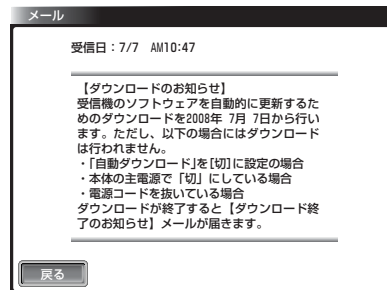 メール
受信日：7/7 AM10:47
【ダウンロードのお知らせ】
受信機のソフトウェアを自動的に更新するた
めのダウンロードを2008年 7月 7日から行い
ます。ただし、以下の場合にはダウンロード
は行われません。
・「自動ダウンロード」を[切]に設定の場合
・本体の主電源で「切」にしている場合
・電源コードを抜いている場合
ダウンロードが終了すると【ダウンロード終
了のお知らせ】メールが届きます。
戻る